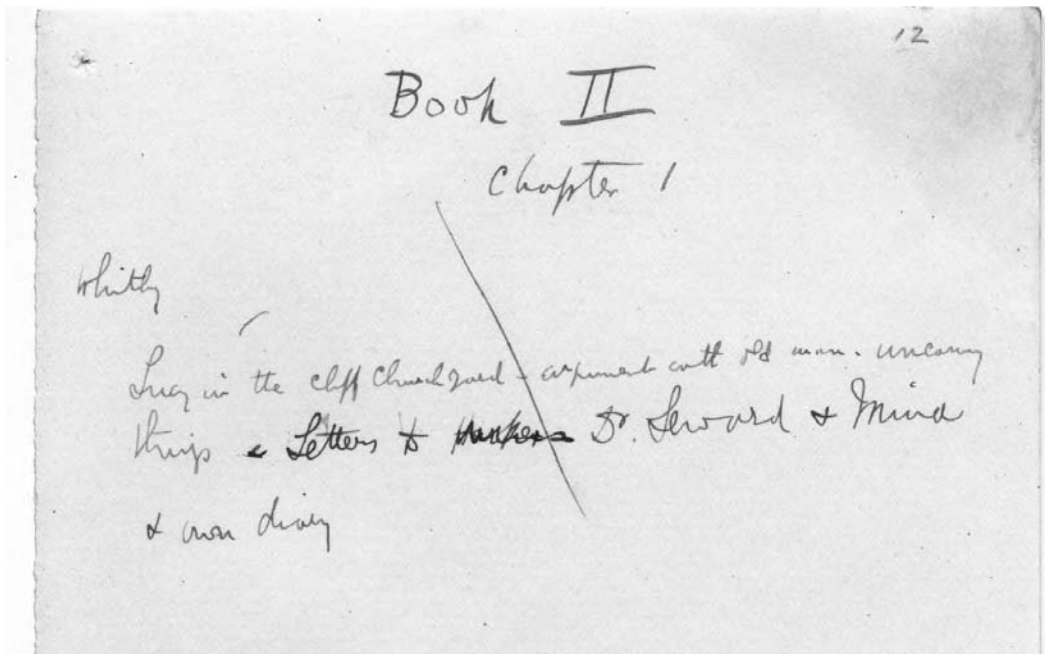 12
Book II
Chapter 1
Whitby
Lucy in the cliff churchyard - argument with old man. uncanny
things - Letters to Dr. Seward & Mina
& own diary